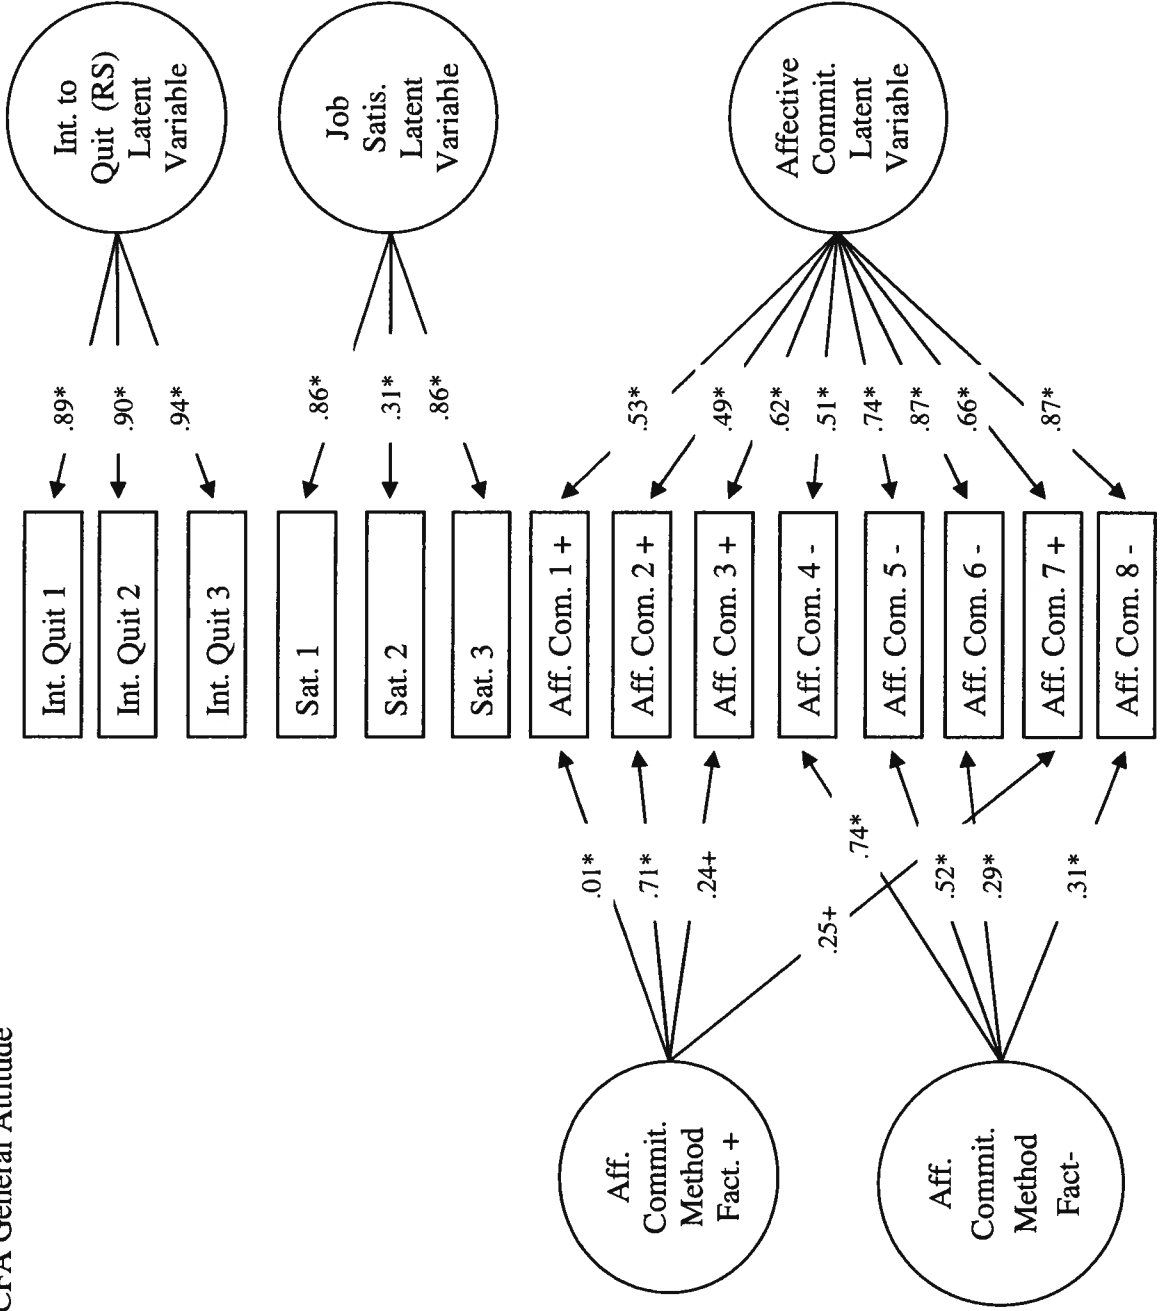 CFA General Attitude
Int. to
Quit (RS)
Latent
Variable
Job
Satis.
Latent
Variable
Affective
Commit.
Latent
Variable
.89*
.90*
.94*
.86*
.31*
.86*
.53*
.49*
.62*
.51*
.74*
.87*
.66*
.87*
Int. Quit 1
Int. Quit 2
Int. Quit 3
Sat. 1
Sat. 2
Sat. 3
Aff. Com. 1 +
Aff. Com. 2 +
Aff. Com. 3 +
Aff. Com. 4 -
Aff. Com. 5 -
Aff. Com. 6 -
Aff. Com. 7 +
Aff. Com. 8 -
.01*
.71*
.24+
.25+
.74*
.52*
.29*
.31*
Aff.
Commit.
Method
Fact. +
Aff.
Commit.
Method
Fact-